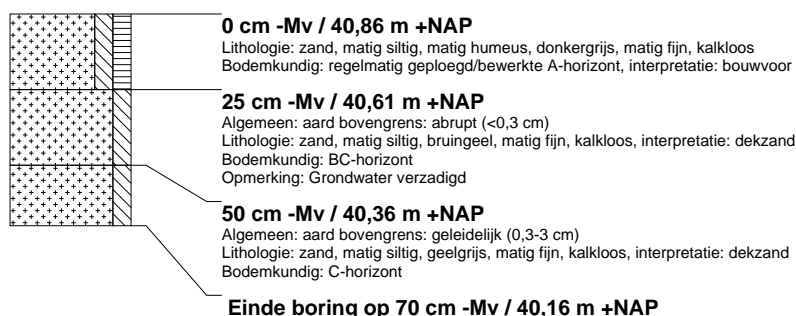 0 cm -Mv / 40,86 m +NAP
Lithologie: zand, matig siltig, matig humeus, donkergrijs, matig fijn, kalkloos
Bodemkundig: regelmatig geploegd/bewerkte A-horizont, interpretatie: bouwvoor
25 cm -Mv / 40,61 m +NAP
Algemeen: aard bovengrens: abrupt (<0,3 cm)
Lithologie: zand, matig siltig, bruingeel, matig fijn, kalkloos, interpretatie: dekzand
Bodemkundig: BC-horizont
Opmerking: Grondwater verzadigd
50 cm -Mv / 40,36 m +NAP
Algemeen: aard bovengrens: geleidelijk (0,3-3 cm)
Lithologie: zand, matig siltig, geelgrijs, matig fijn, kalkloos, interpretatie: dekzand
Bodemkundig: C-horizont
Einde boring op 70 cm -Mv / 40,16 m +NAP